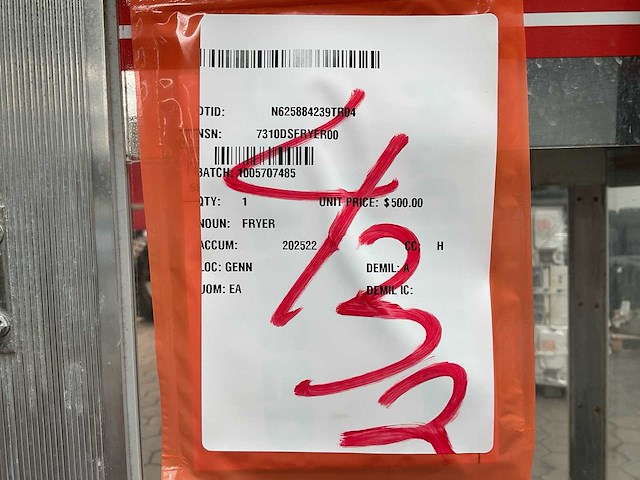 DTID: N625884239TR04
NSN: 7310DSFRYER00
BATCH: 1005707485
QTY: 1 UNIT PRICE: $500.00
NOUN: FRYER
ACCUM: 202522 CC: H
LOC: GENN DEMIL: A
UOM: EA DEMIL IC:
432